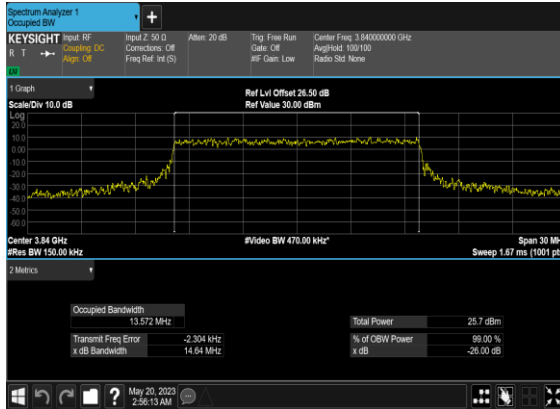 Spectrum Analyzer 1
Occupied BW
KEYSIGHT
R T
LV
Input: RF
Coupling: DC
Align: Off
Input Z: 50 Ω
Corrections: Off
Freq Ref: Int (S)
Atten: 20 dB
Trig: Free Run
Gate: Off
#IF Gain: Low
Center Freq: 3.840000000 GHz
Avg|Hold: 100/100
Radio Std: None
1 Graph
Scale/Div 10.0 dB
Ref Lvl Offset 26.50 dB
Ref Value 30.00 dBm
Log
20.0
10.0
0.00
-10.0
-20.0
-30.0
-40.0
-50.0
-60.0
Center 3.84 GHz
#Res BW 150.00 kHz
#Video BW 470.00 kHz*
Span 30 MH
Sweep 1.67 ms (1001 pt
2 Metrics
Occupied Bandwidth
13.572 MHz
Transmit Freq Error -2.304 kHz
x dB Bandwidth 14.64 MHz
Total Power 25.7 dBm
% of OBW Power 99.00 %
x dB -26.00 dB
?
May 20, 2023
2:56:13 AM